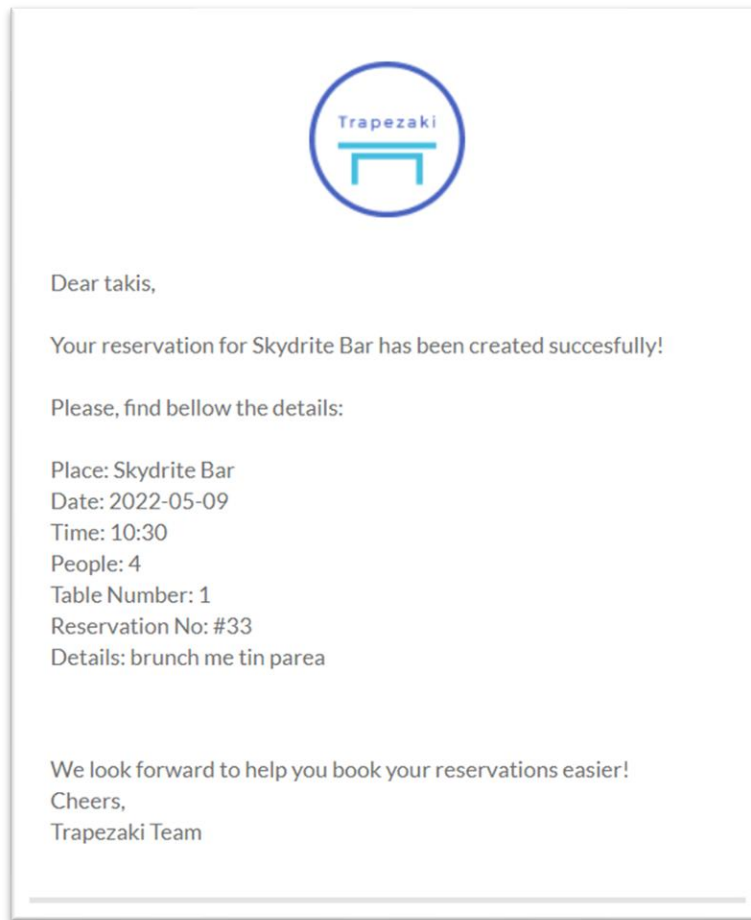 Trapezaki
Dear takis,
Your reservation for Skydrite Bar has been created succesfully!
Please, find bellow the details:
Place: Skydrite Bar
Date: 2022-05-09
Time: 10:30
People: 4
Table Number: 1
Reservation No: #33
Details: brunch me tin parea
We look forward to help you book your reservations easier!
Cheers,
Trapezaki Team